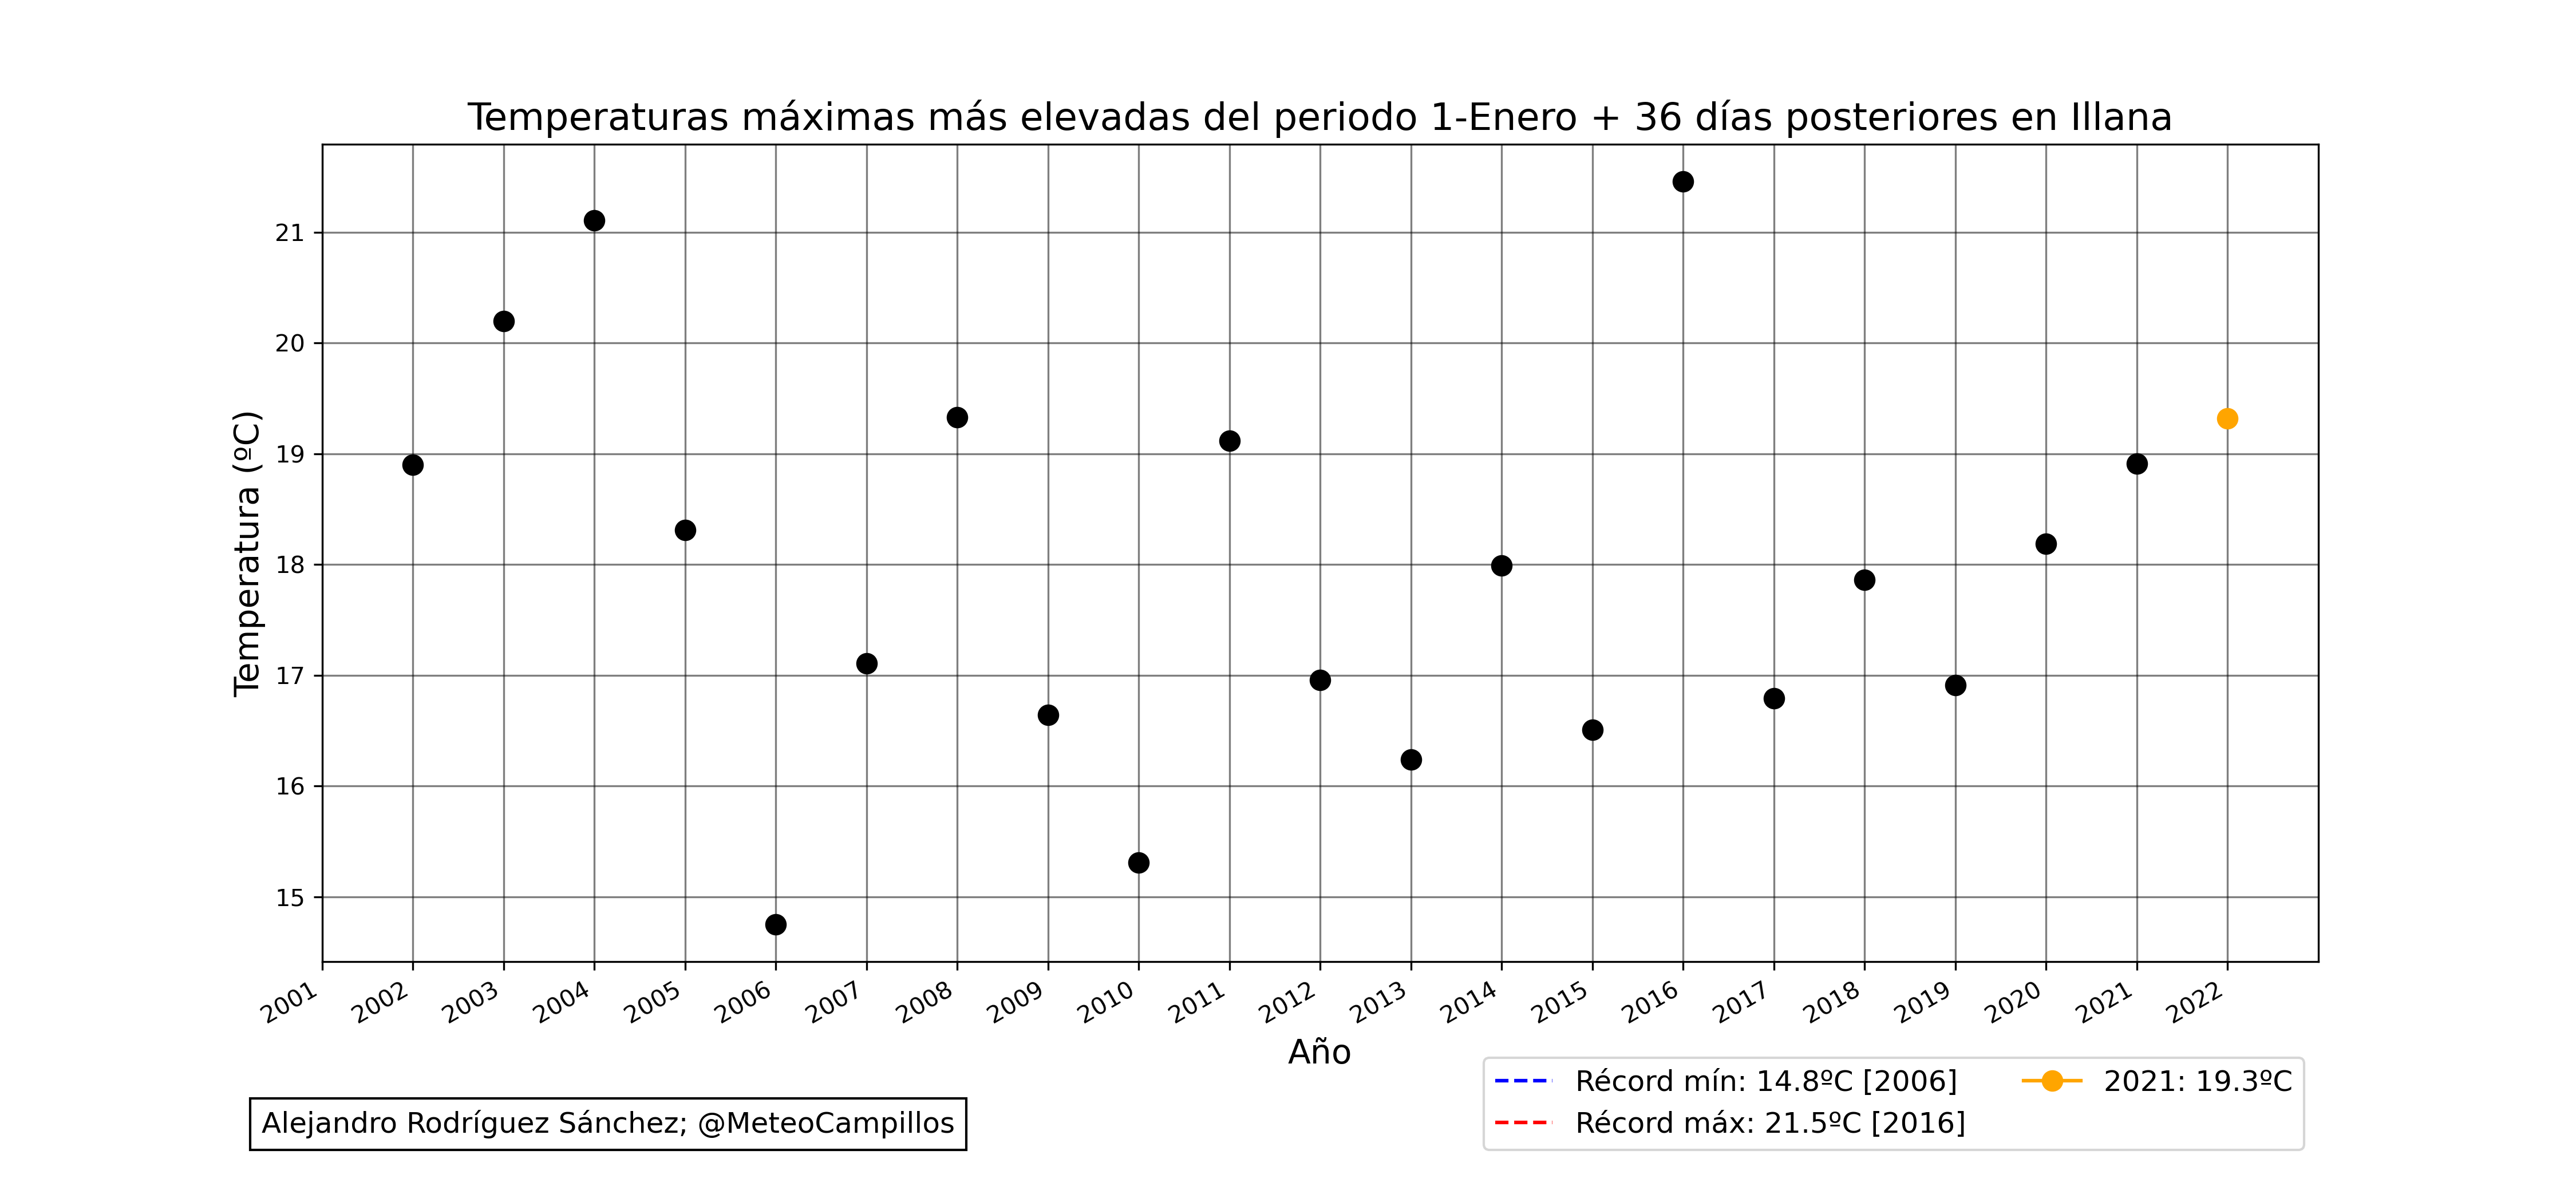 Temperaturas máximas más elevadas del periodo 1-Enero + 36 días posteriores en Illana
Temperatura (ºC)
21
20
19
18
17
16
15
2001 2002 2003 2004 2005 2006 2007 2008 2009 2010 2011 2012 2013 2014 2015 2016 2017 2018 2019 2020 2021 2022
Año
Récord mín: 14.8ºC [2006]
Récord máx: 21.5ºC [2016]
2021: 19.3ºC
Alejandro Rodríguez Sánchez; @MeteoCampillos